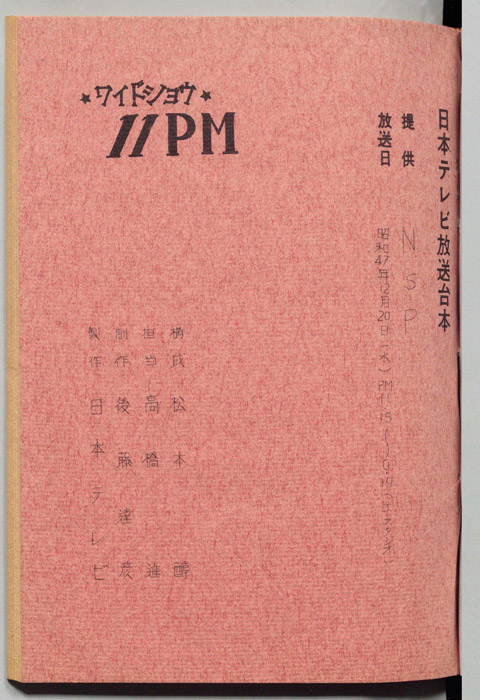 日本テレビ放送台本
提供 NSP
放送日 昭和47年12月20日(水)PM11.15〜
★ワイドショウ★
11PM
構成 松本
担当 高橋進
制作 後藤達彦
製作 日本テレビ